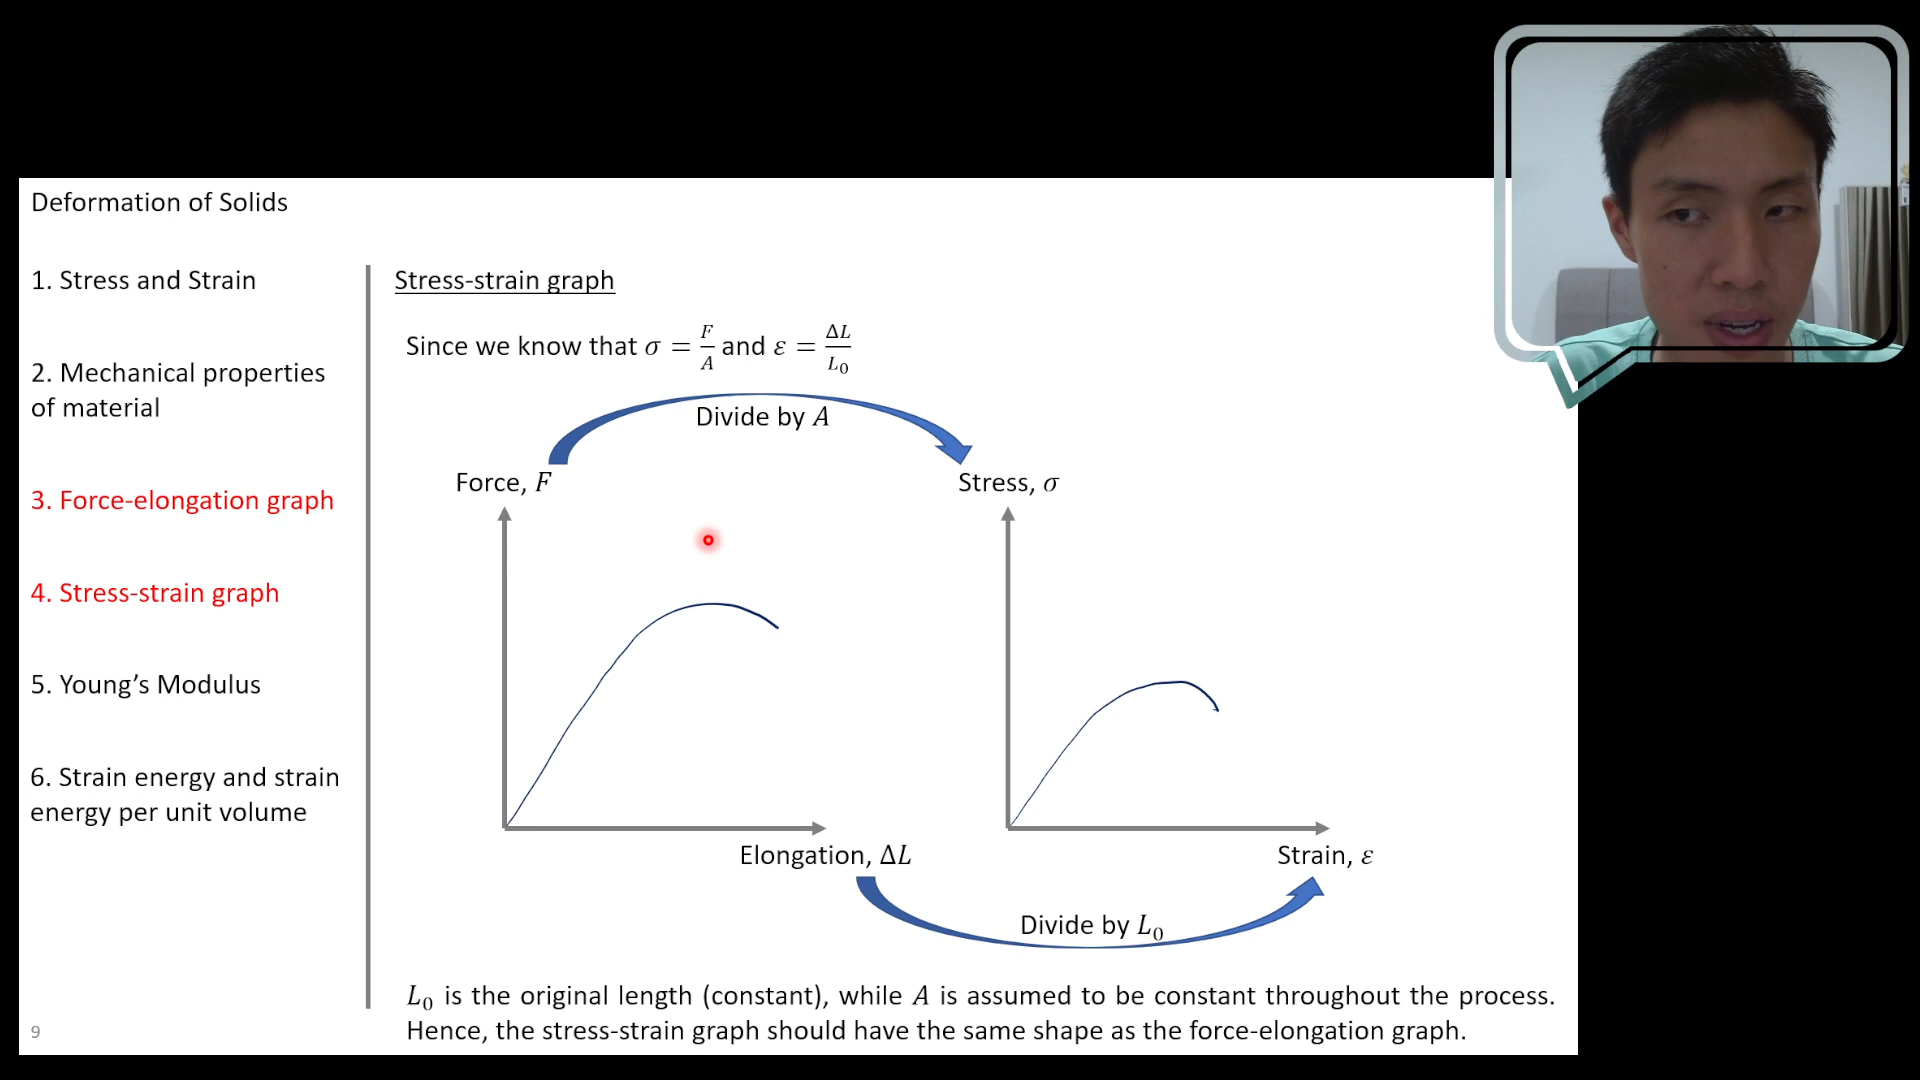 Deformation of Solids
1. Stress and Strain
2. Mechanical properties
of material
3. Force-elongation graph
4. Stress-strain graph
5. Young’s Modulus
6. Strain energy and strain
energy per unit volume
9
Stress-strain graph
Since we know that σ = F/A and ε = ΔL/L₀
Divide by A
Force, F
Stress, σ
Elongation, ΔL
Strain, ε
Divide by L₀
L₀ is the original length (constant), while A is assumed to be constant throughout the process.
Hence, the stress-strain graph should have the same shape as the force-elongation graph.